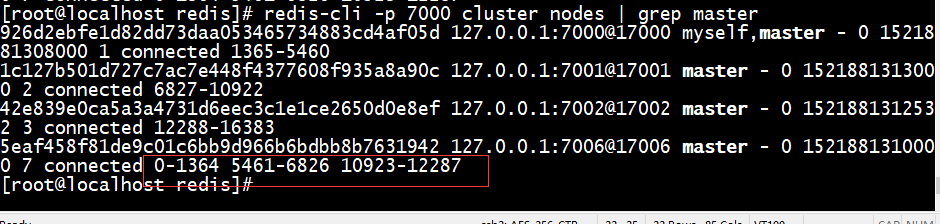 [root@localhost redis]# redis-cli -p 7000 cluster nodes | grep master
926d2ebfe1d82dd73daa053465734883cd4af05d 127.0.0.1:7000@17000 myself,master - 0 15218
81308000 1 connected 1365-5460
1c127b501d727c7ac7e448f4377608f935a8a90c 127.0.0.1:7001@17001 master - 0 152188131300
0 2 connected 6827-10922
42e839e0ca5a3a4731d6eec3c1e1ce2650d0e8ef 127.0.0.1:7002@17002 master - 0 152188131253
2 3 connected 12288-16383
5eaf458f81de9c01c6bb9d966b6bdbb8b7631942 127.0.0.1:7006@17006 master - 0 152188131000
0 7 connected 0-1364 5461-6826 10923-12287
[root@localhost redis]#